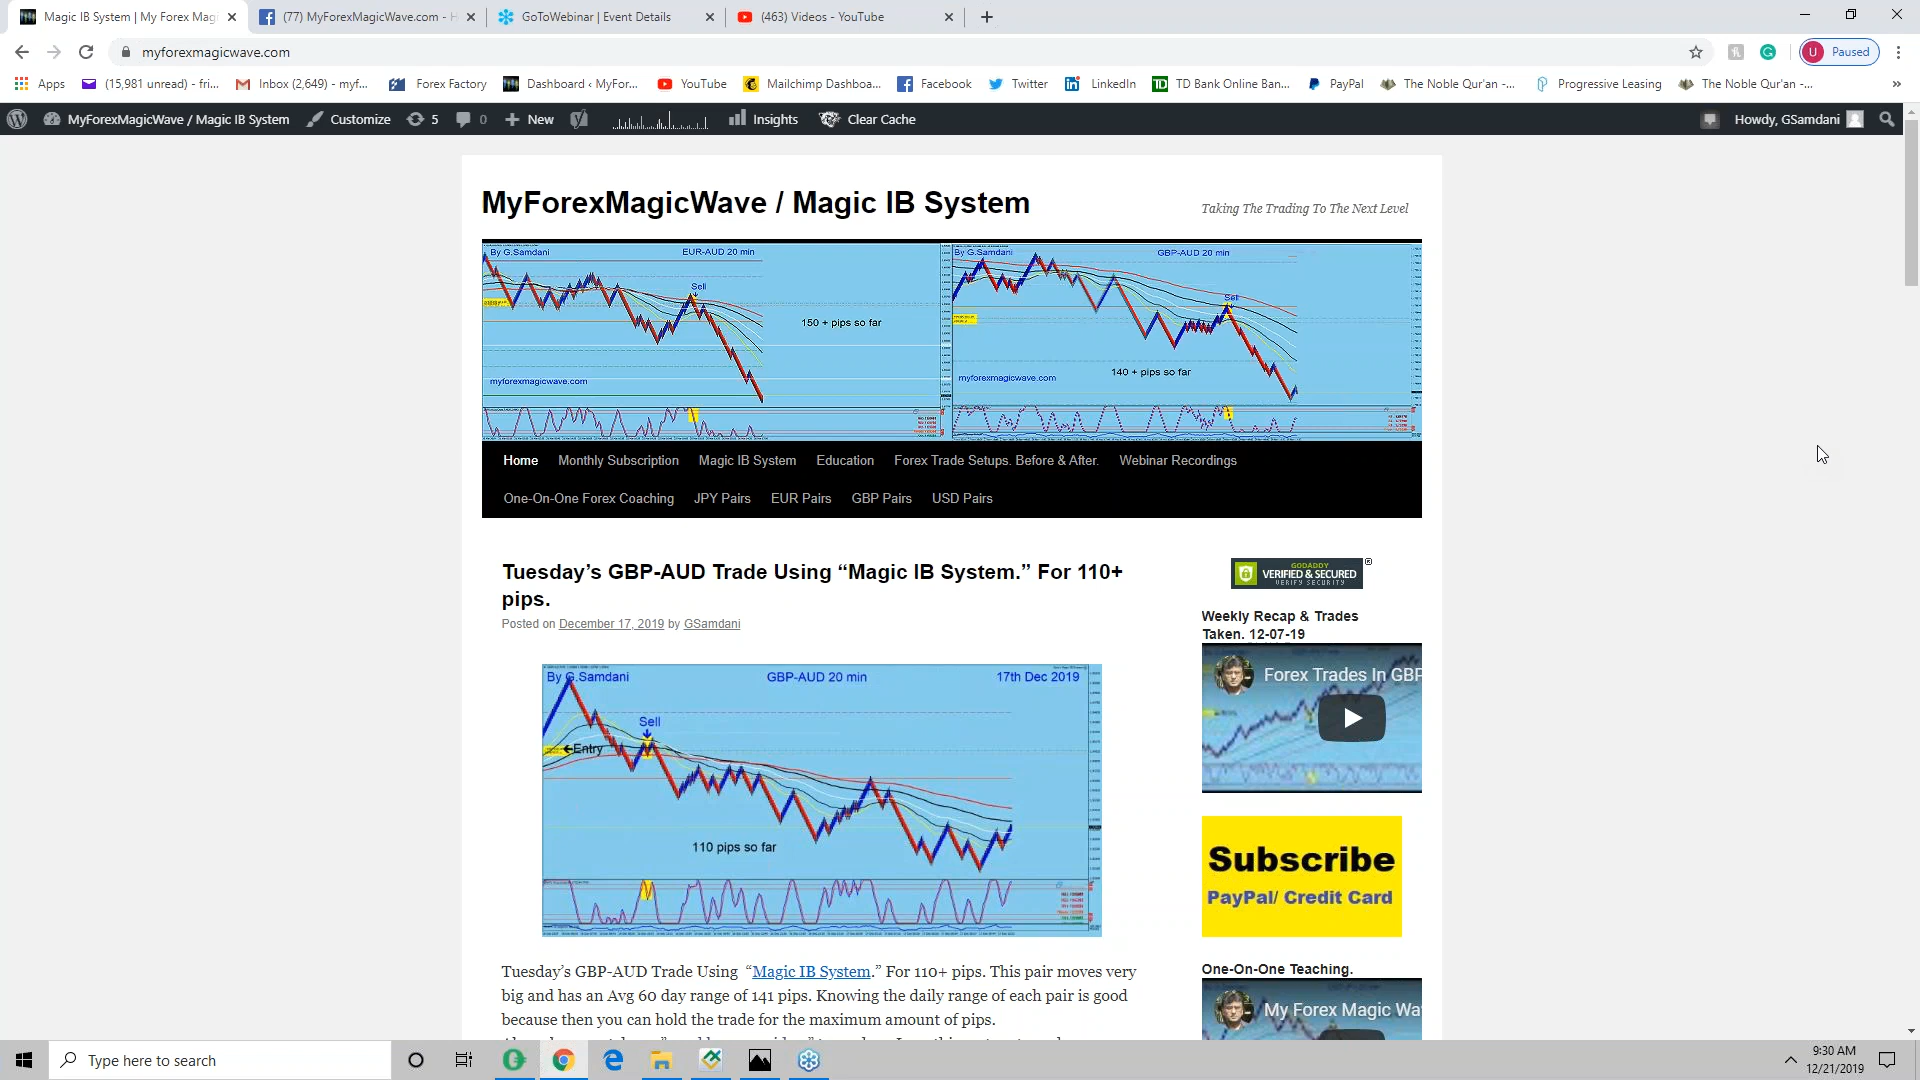 Magic IB System | My Forex Mag
(77) MyForexMagicWave.com - H
GoToWebinar | Event Details
(463) Videos - YouTube
myforexmagicwave.com
U Paused
Apps
(15,981 unread) - fri...
Inbox (2,649) - myf...
Forex Factory
Dashboard ‹ MyFor...
YouTube
Mailchimp Dashboa...
Facebook
Twitter
LinkedIn
TD Bank Online Ban...
PayPal
The Noble Qur'an -...
Progressive Leasing
The Noble Qur'an -...
»
MyForexMagicWave / Magic IB System
Customize
5
0
New
Insights
Clear Cache
Howdy, GSamdani
MyForexMagicWave / Magic IB System
Taking The Trading To The Next Level
By G.Samdani
EUR-AUD 20 min
Sell
150 + pips so far
myforexmagicwave.com
By G.Samdani
GBP-AUD 20 min
Sell
140 + pips so far
myforexmagicwave.com
Home Monthly Subscription Magic IB System Education Forex Trade Setups. Before & After. Webinar Recordings
One-On-One Forex Coaching JPY Pairs EUR Pairs GBP Pairs USD Pairs
Tuesday’s GBP-AUD Trade Using “Magic IB System.” For 110+
pips.
Posted on December 17, 2019 by GSamdani
By G.Samdani
GBP-AUD 20 min
17th Dec 2019
Sell
Entry
110 pips so far
Tuesday’s GBP-AUD Trade Using “Magic IB System.” For 110+ pips. This pair moves very
big and has an Avg 60 day range of 141 pips. Knowing the daily range of each pair is good
because then you can hold the trade for the maximum amount of pips.
GODADDY
VERIFIED & SECURED
VERIFY SECURITY
Weekly Recap & Trades
Taken. 12-07-19
Forex Trades In GBP
Subscribe
PayPal/ Credit Card
One-On-One Teaching.
My Forex Magic Wa
Type here to search
9:30 AM
12/21/2019